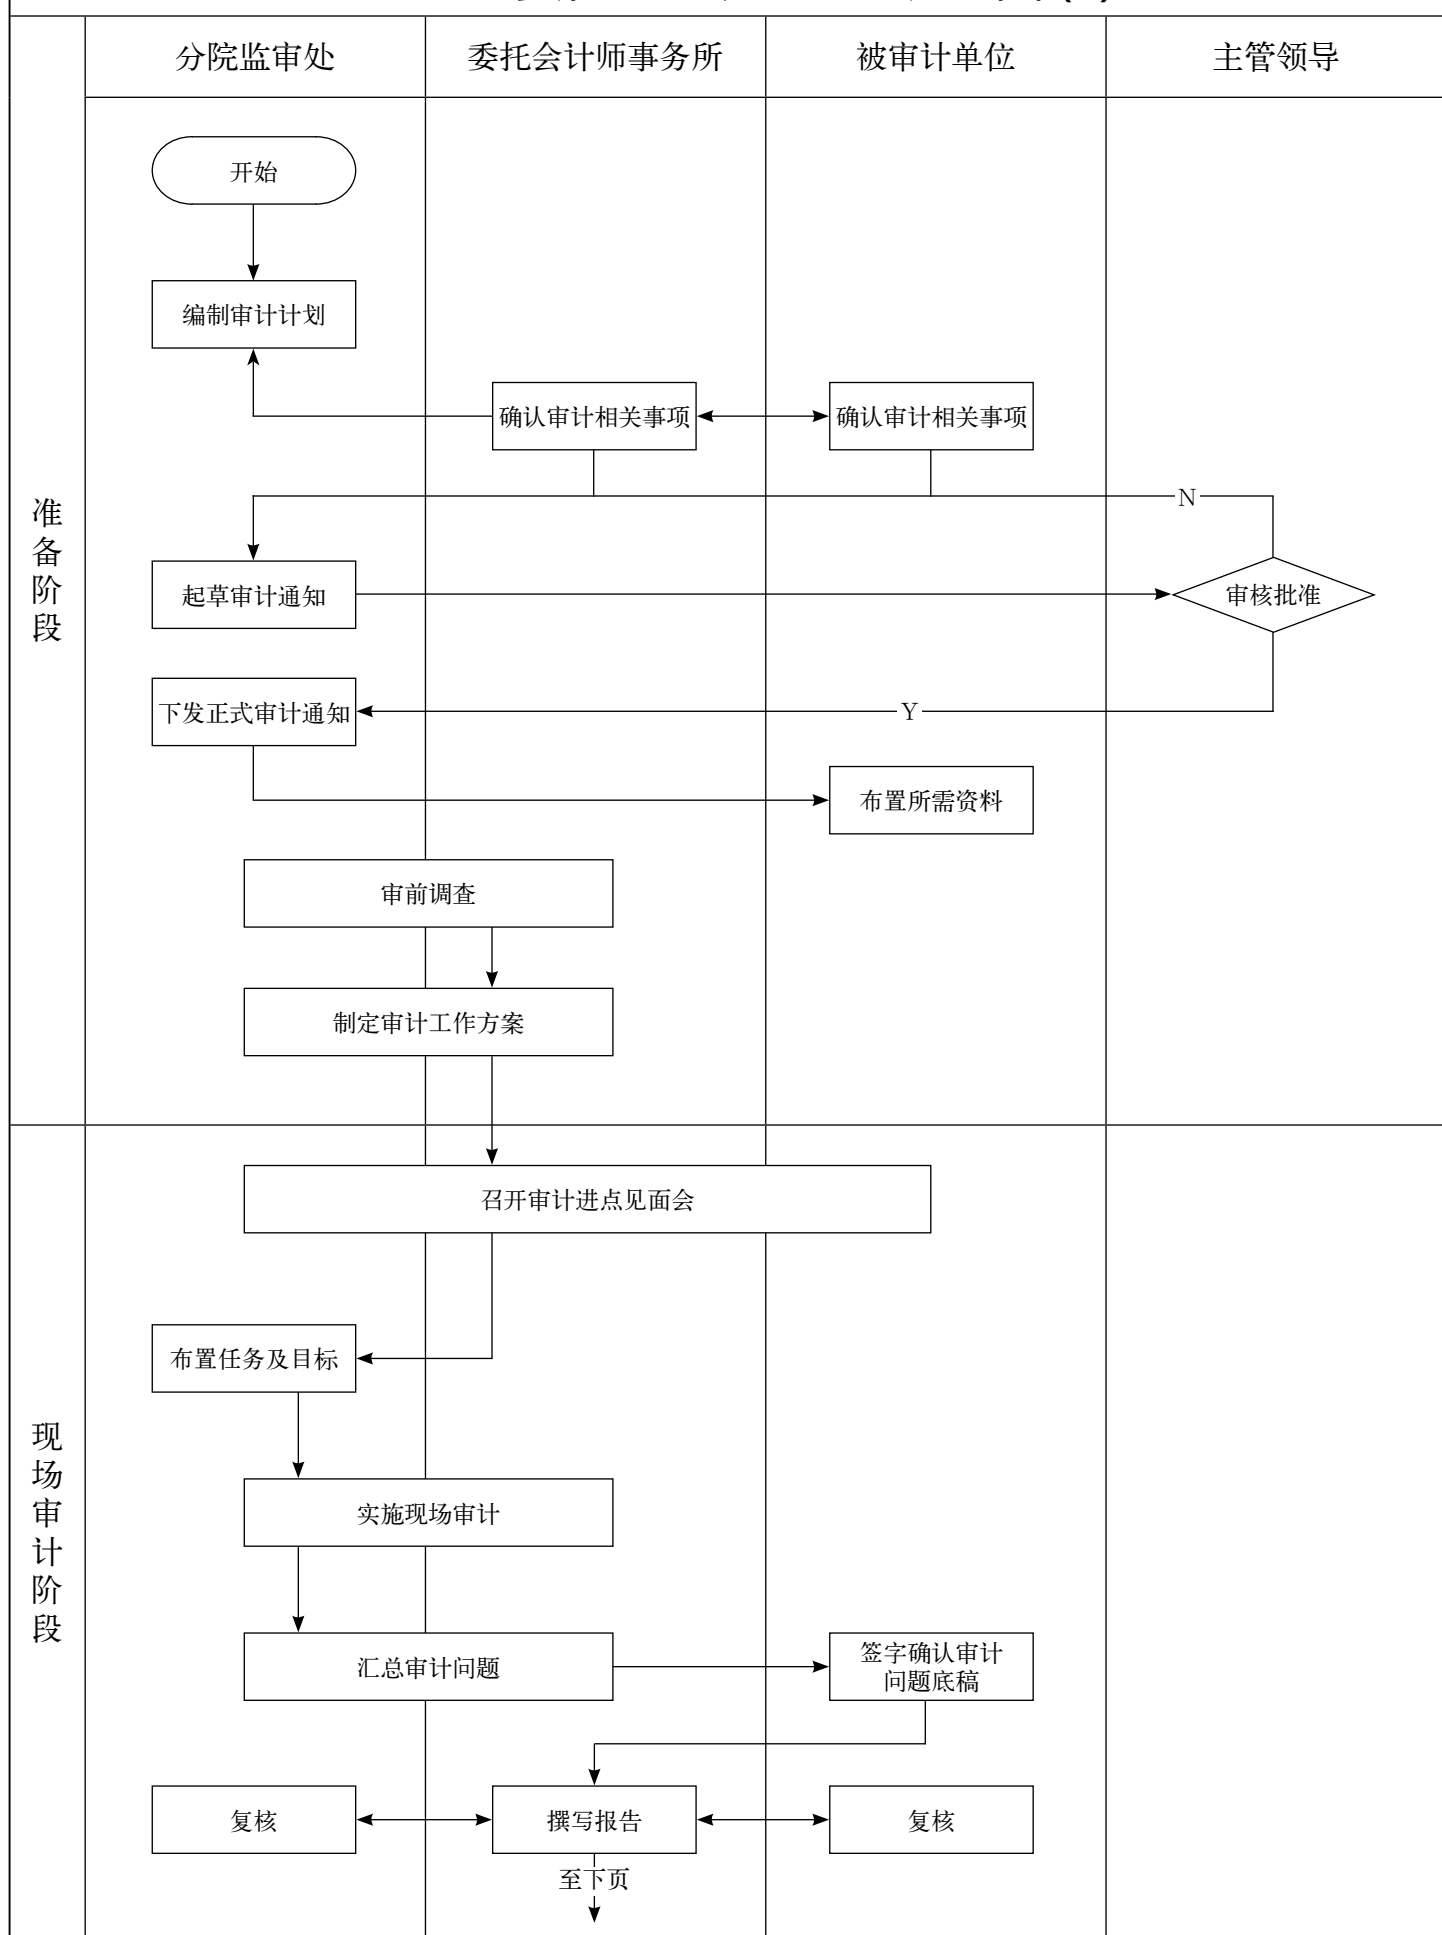 分院监审处
委托会计师事务所
被审计单位
主管领导
准备阶段
开始
编制审计计划
确认审计相关事项
确认审计相关事项
N
起草审计通知
审核批准
下发正式审计通知
Y
布置所需资料
审前调查
制定审计工作方案
现场审计阶段
召开审计进点见面会
布置任务及目标
实施现场审计
汇总审计问题
签字确认审计
问题底稿
复核
撰写报告
复核
至下页